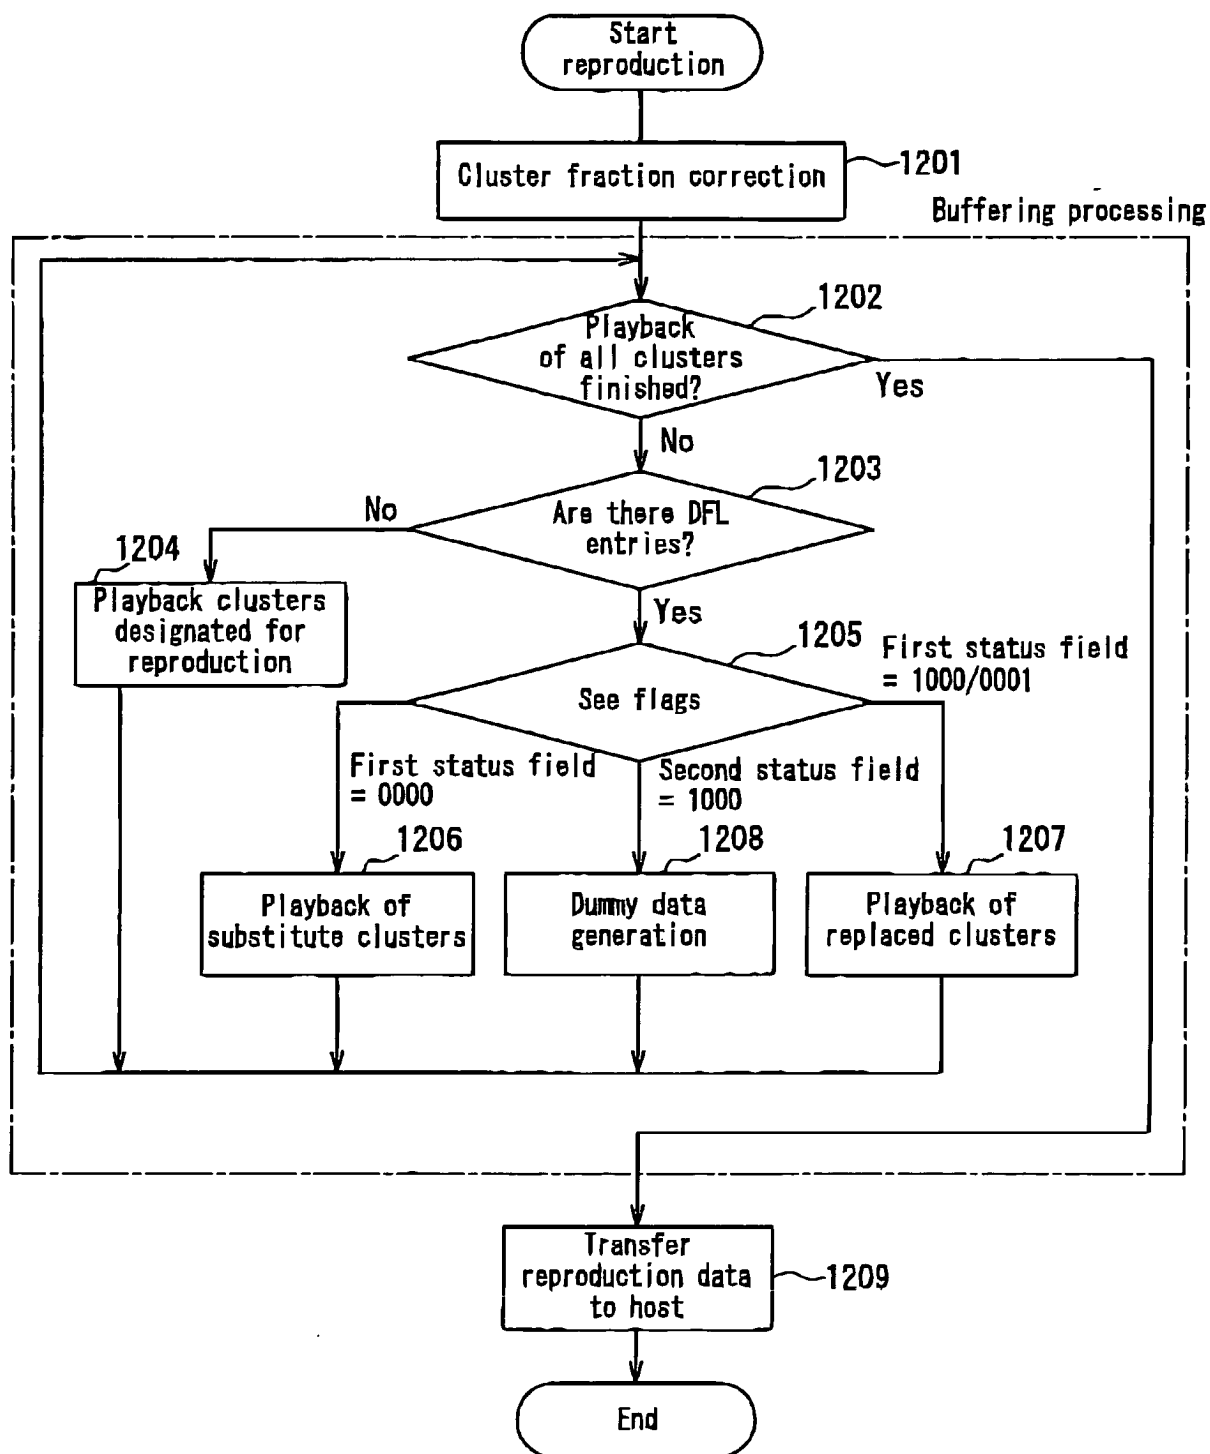 Start
reproduction
Cluster fraction correction
1201
Buffering processing
1202
Playback
of all clusters
finished?
Yes
No
1203
Are there DFL
entries?
No
1204
Playback clusters
designated for
reproduction
Yes
1205
First status field
= 1000/0001
See flags
First status field
= 0000
Second status field
= 1000
1206
1208
1207
Playback of
substitute clusters
Dummy data
generation
Playback of
replaced clusters
Transfer
reproduction data
to host
1209
End